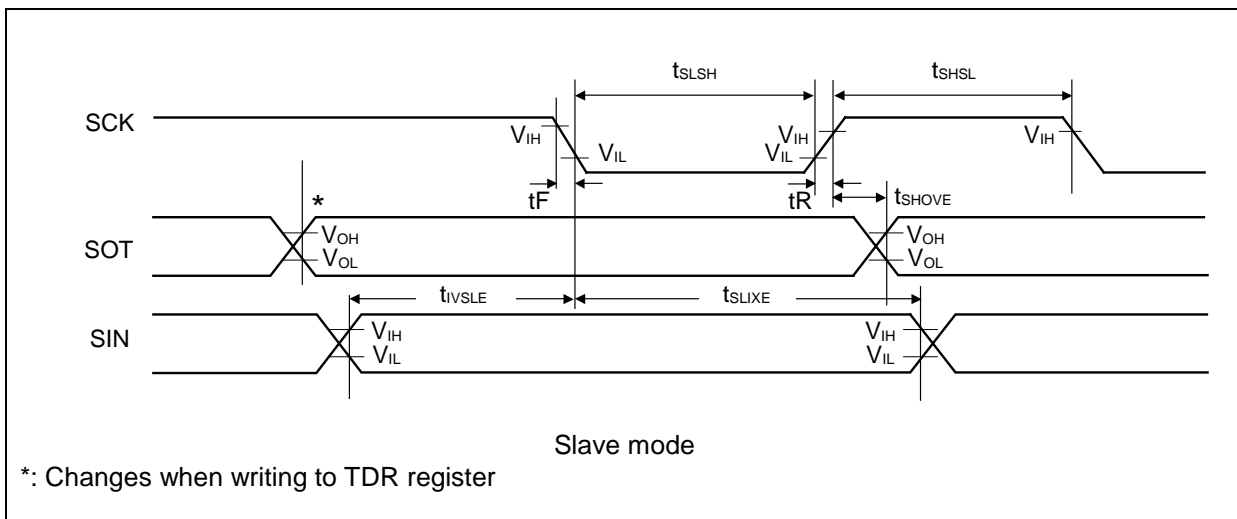 tSLSH tSHSL
SCK VIH VIL VIH VIL VIH
tF tR tSHOVE
*
SOT VOH VOL VOH VOL
tIVSLE tSLIXE
SIN VIH VIL VIH VIL
Slave mode
*: Changes when writing to TDR register